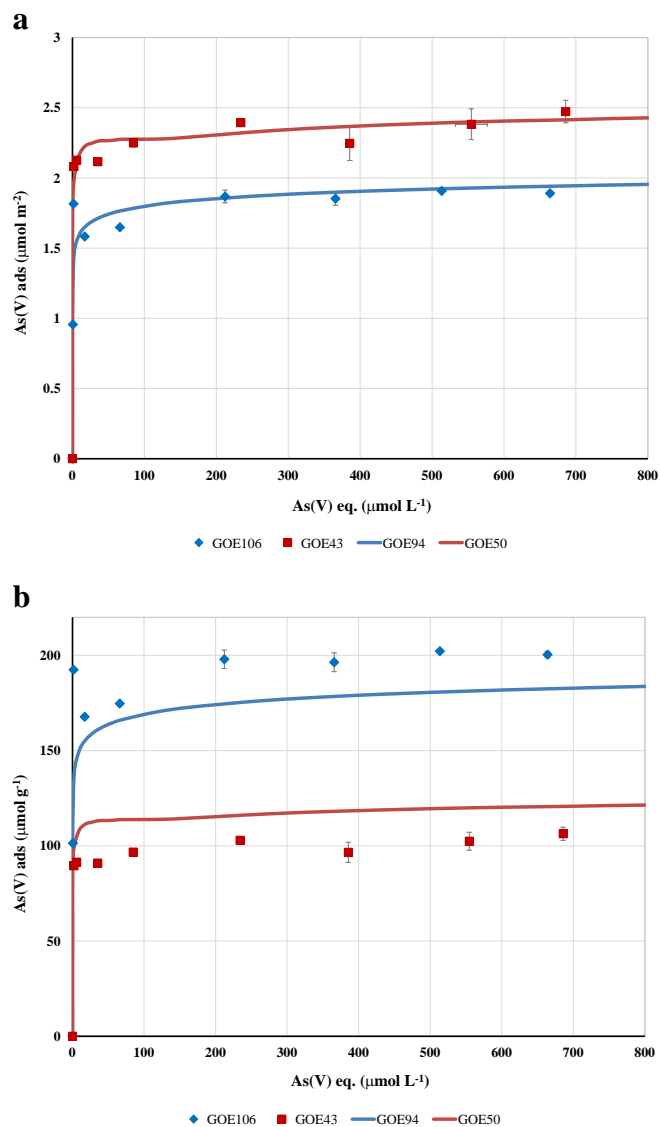 a
3
2.5
2
1.5
1
0.5
0
As(V) ads (μmol m-2)
0 100 200 300 400 500 600 700 800
As(V) eq. (μmol L-1)
GOE106 GOE43 GOE94 GOE50
b
200
150
100
50
0
As(V) ads (μmol g-1)
0 100 200 300 400 500 600 700 800
As(V) eq. (μmol L-1)
GOE106 GOE43 GOE94 GOE50